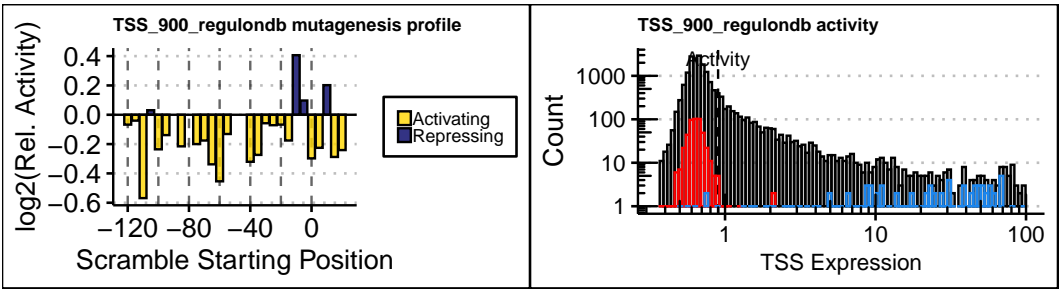 TSS_900_regulondb mutagenesis profile
log2(Rel. Activity)
0.4
0.2
0.0
−0.2
−0.4
−0.6
−120 −80 −40 0
Scramble Starting Position
Activating
Repressing
TSS_900_regulondb activity
Activity
Count
1000
100
10
1
1 10 100
TSS Expression